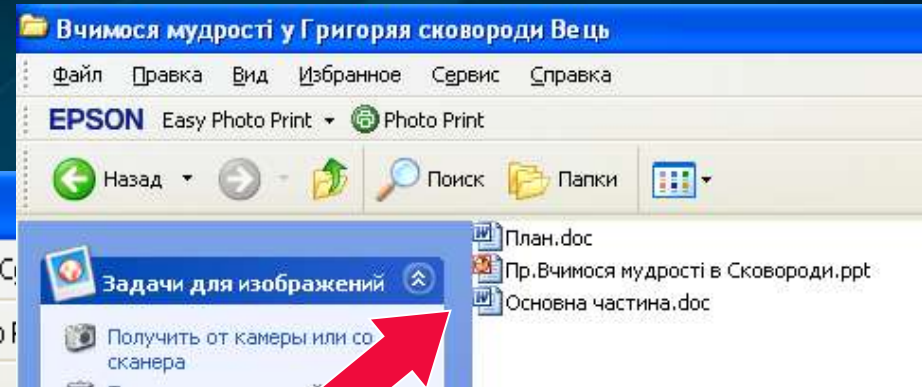 Вчимося мудрості у Григоряя сковороди Вець
Файл Правка Вид Избранное Сервис Справка
EPSON Easy Photo Print Photo Print
Назад Поиск Папки
План.doc
Пр.Вчимося мудрості в Сковороди.ppt
Основна частина.doc
Задачи для изображений
Получить от камеры или со
сканера